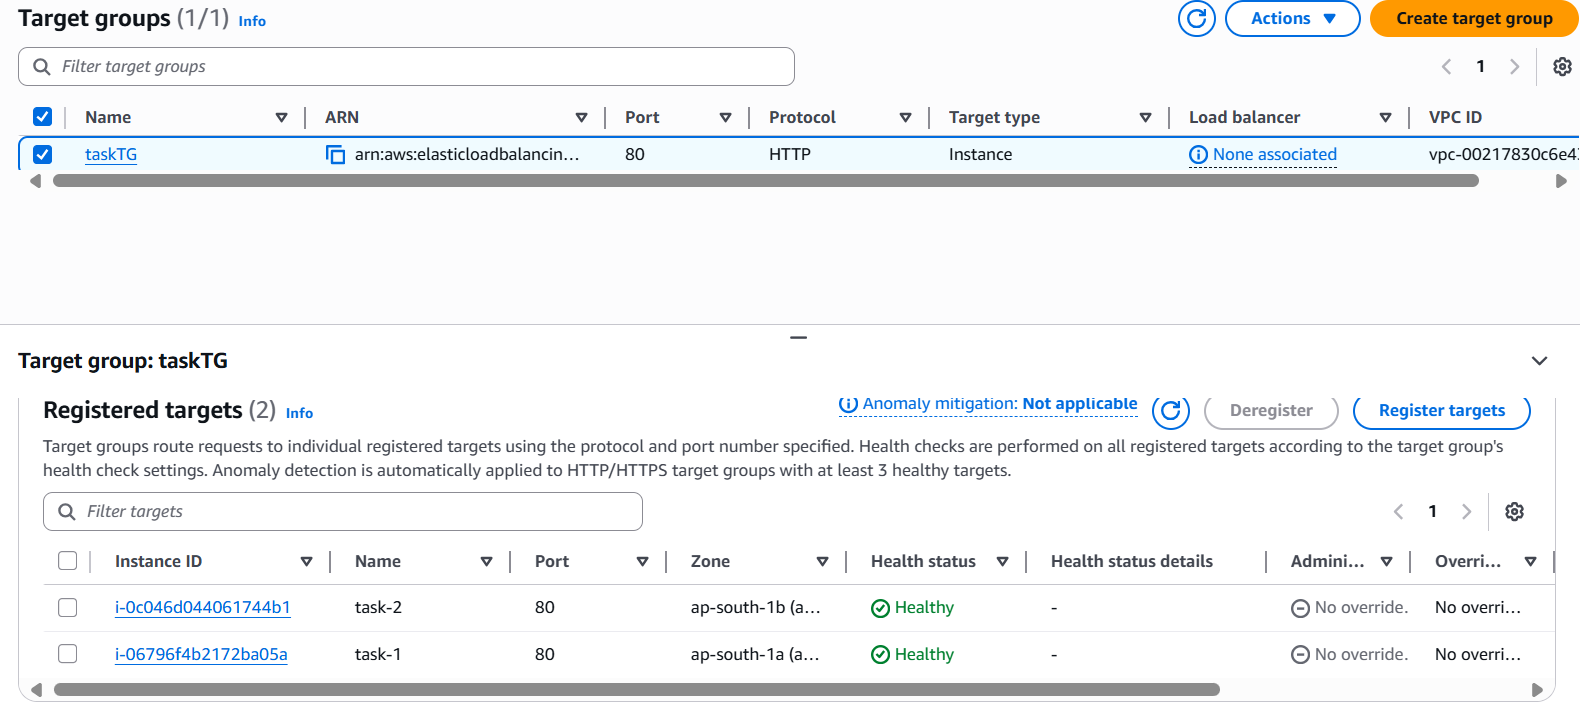 Target groups (1/1) Info
Actions
Create target group
Filter target groups
1
Name ARN Port Protocol Target type Load balancer VPC ID
taskTG arn:aws:elasticloadbalancin... 80 HTTP Instance None associated vpc-00217830c6e43
Target group: taskTG
Registered targets (2) Info
Anomaly mitigation: Not applicable
Deregister
Register targets
Target groups route requests to individual registered targets using the protocol and port number specified. Health checks are performed on all registered targets according to the target group's
health check settings. Anomaly detection is automatically applied to HTTP/HTTPS target groups with at least 3 healthy targets.
Filter targets
1
Instance ID Name Port Zone Health status Health status details Admini... Overri...
i-0c046d044061744b1 task-2 80 ap-south-1b (a... Healthy - No override. No overri...
i-06796f4b2172ba05a task-1 80 ap-south-1a (a... Healthy - No override. No overri...